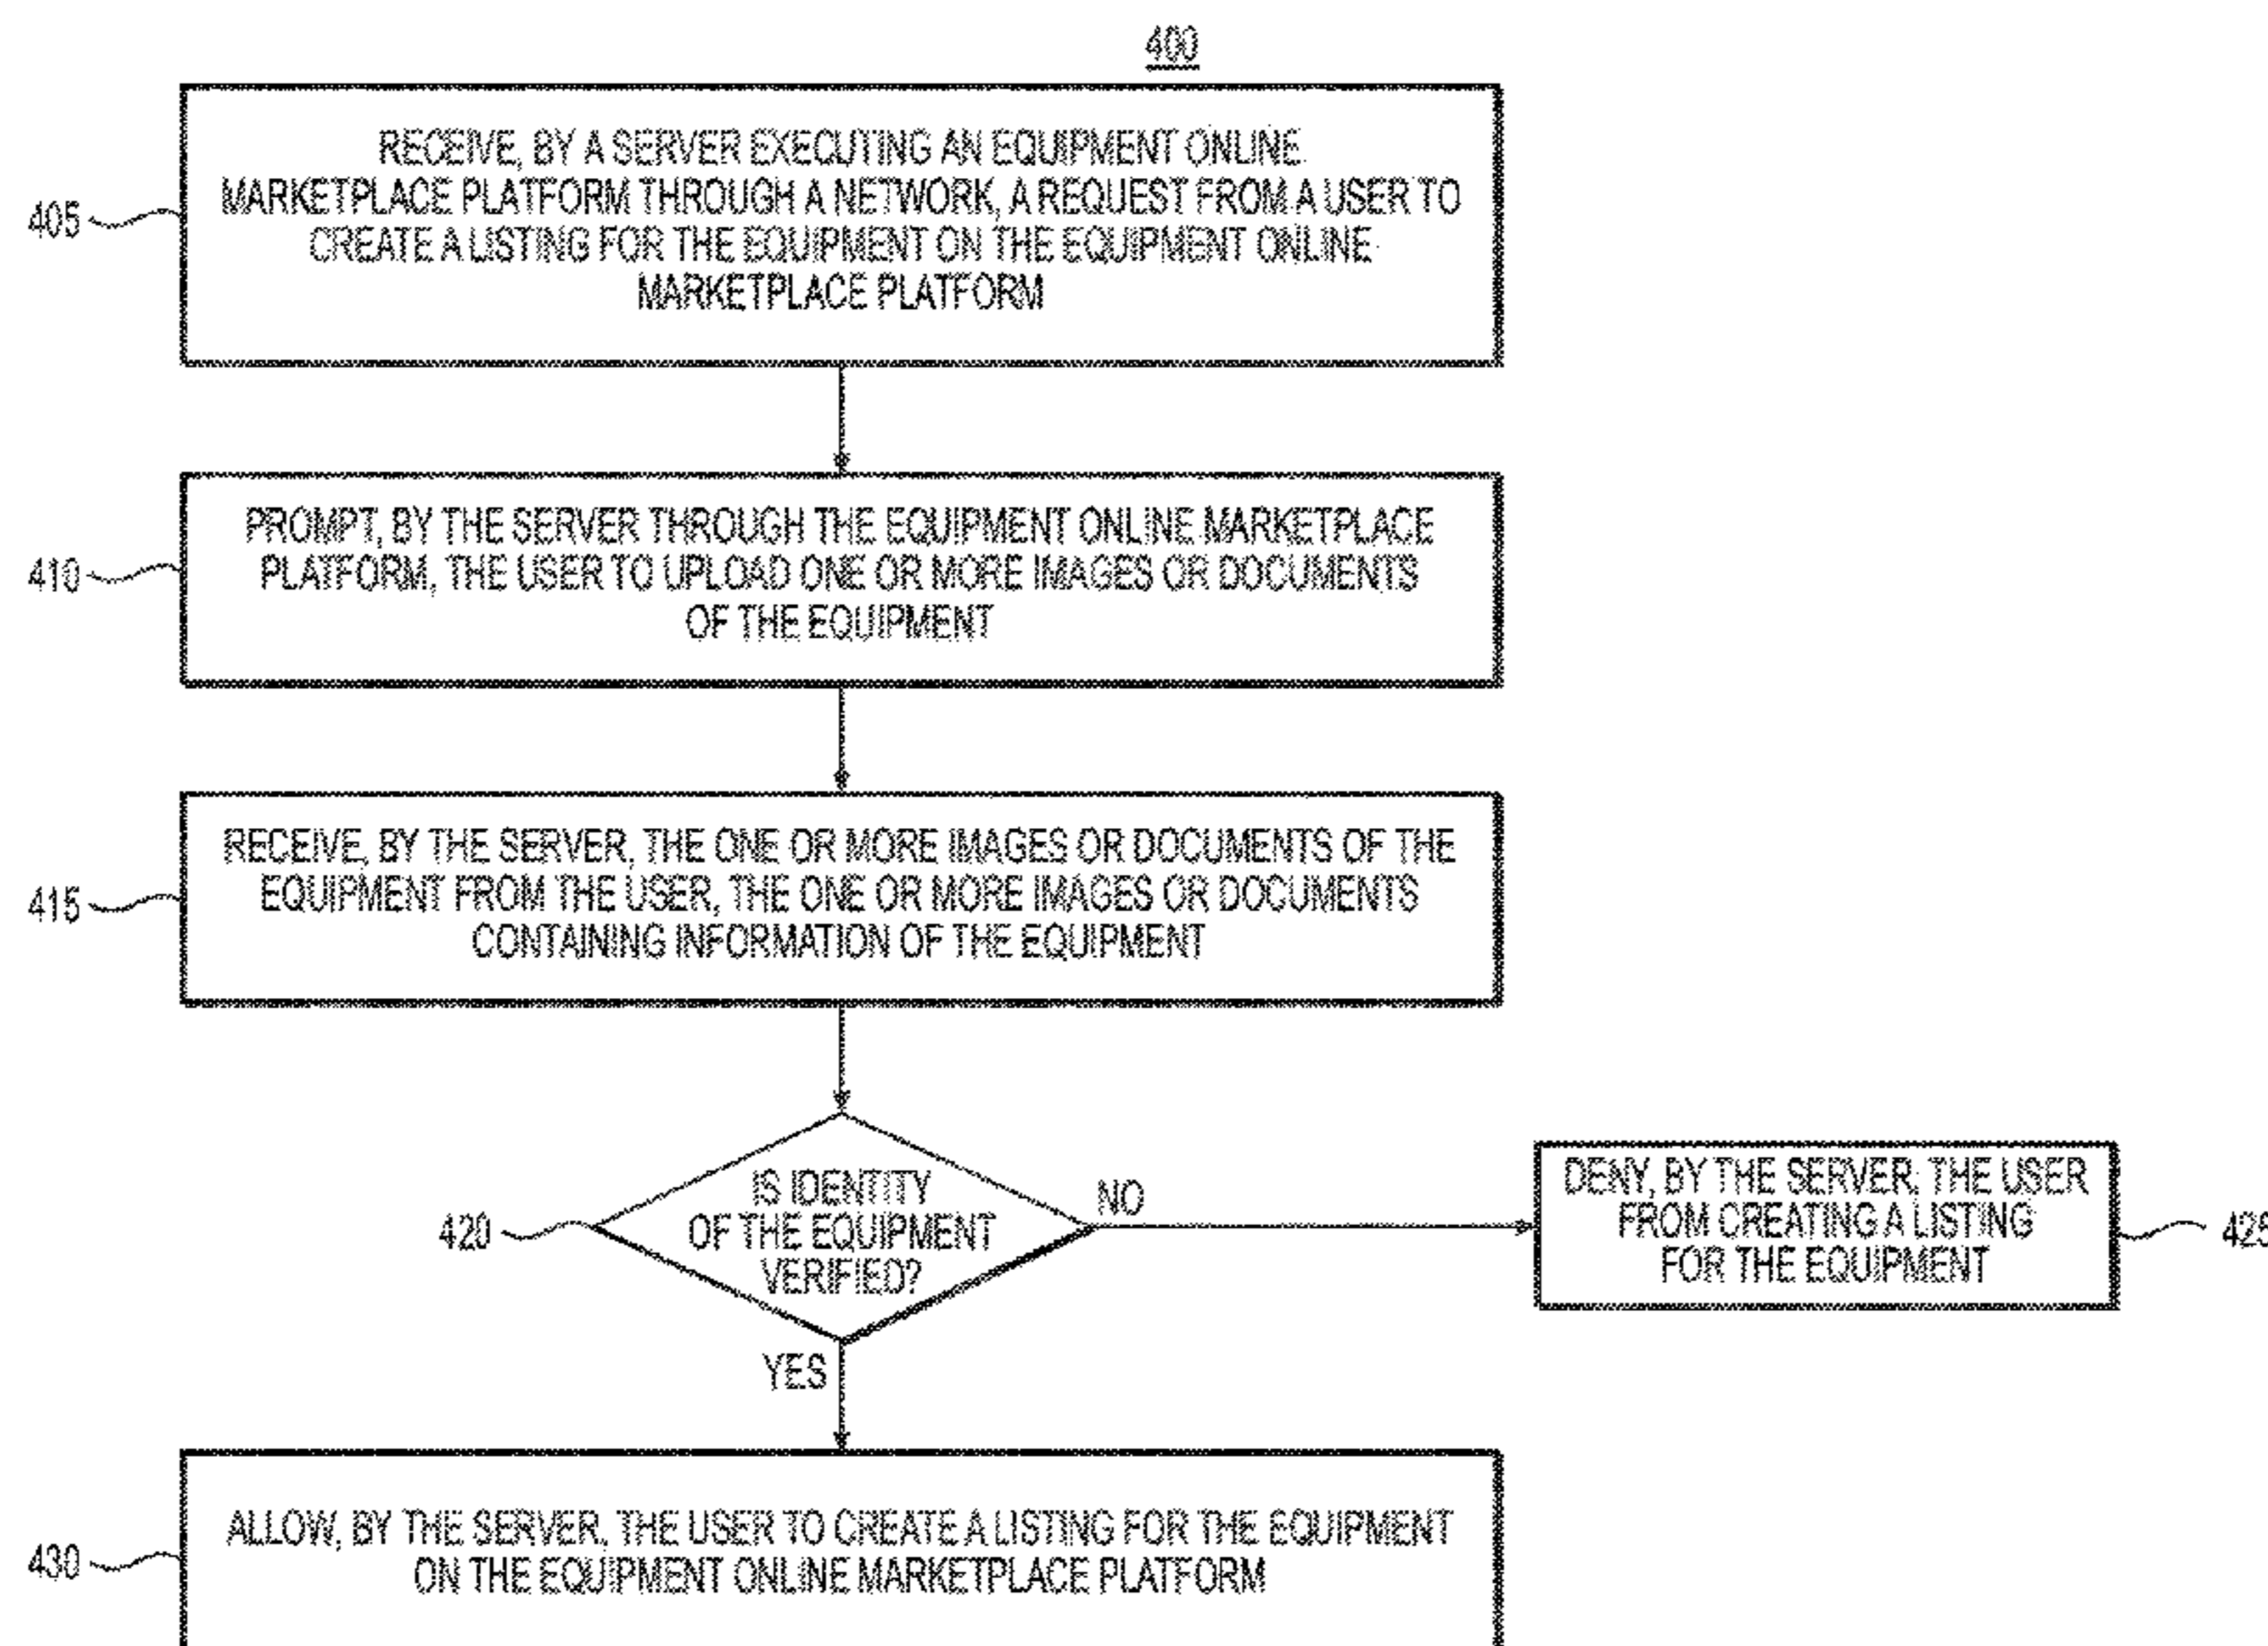 400
RECEIVE, BY A SERVER EXECUTING AN EQUIPMENT ONLINE
MARKETPLACE PLATFORM THROUGH A NETWORK, A REQUEST FROM A USER TO
CREATE A LISTING FOR THE EQUIPMENT ON THE EQUIPMENT ONLINE
MARKETPLACE PLATFORM
405
PROMPT, BY THE SERVER THROUGH THE EQUIPMENT ONLINE MARKETPLACE
PLATFORM, THE USER TO UPLOAD ONE OR MORE IMAGES OR DOCUMENTS
OF THE EQUIPMENT
410
RECEIVE, BY THE SERVER, THE ONE OR MORE IMAGES OR DOCUMENTS OF THE
EQUIPMENT FROM THE USER, THE ONE OR MORE IMAGES OR DOCUMENTS
CONTAINING INFORMATION OF THE EQUIPMENT
415
IS IDENTITY
OF THE EQUIPMENT
VERIFIED?
420
NO
DENY, BY THE SERVER, THE USER
FROM CREATING A LISTING
FOR THE EQUIPMENT
425
YES
ALLOW, BY THE SERVER, THE USER TO CREATE A LISTING FOR THE EQUIPMENT
ON THE EQUIPMENT ONLINE MARKETPLACE PLATFORM
430